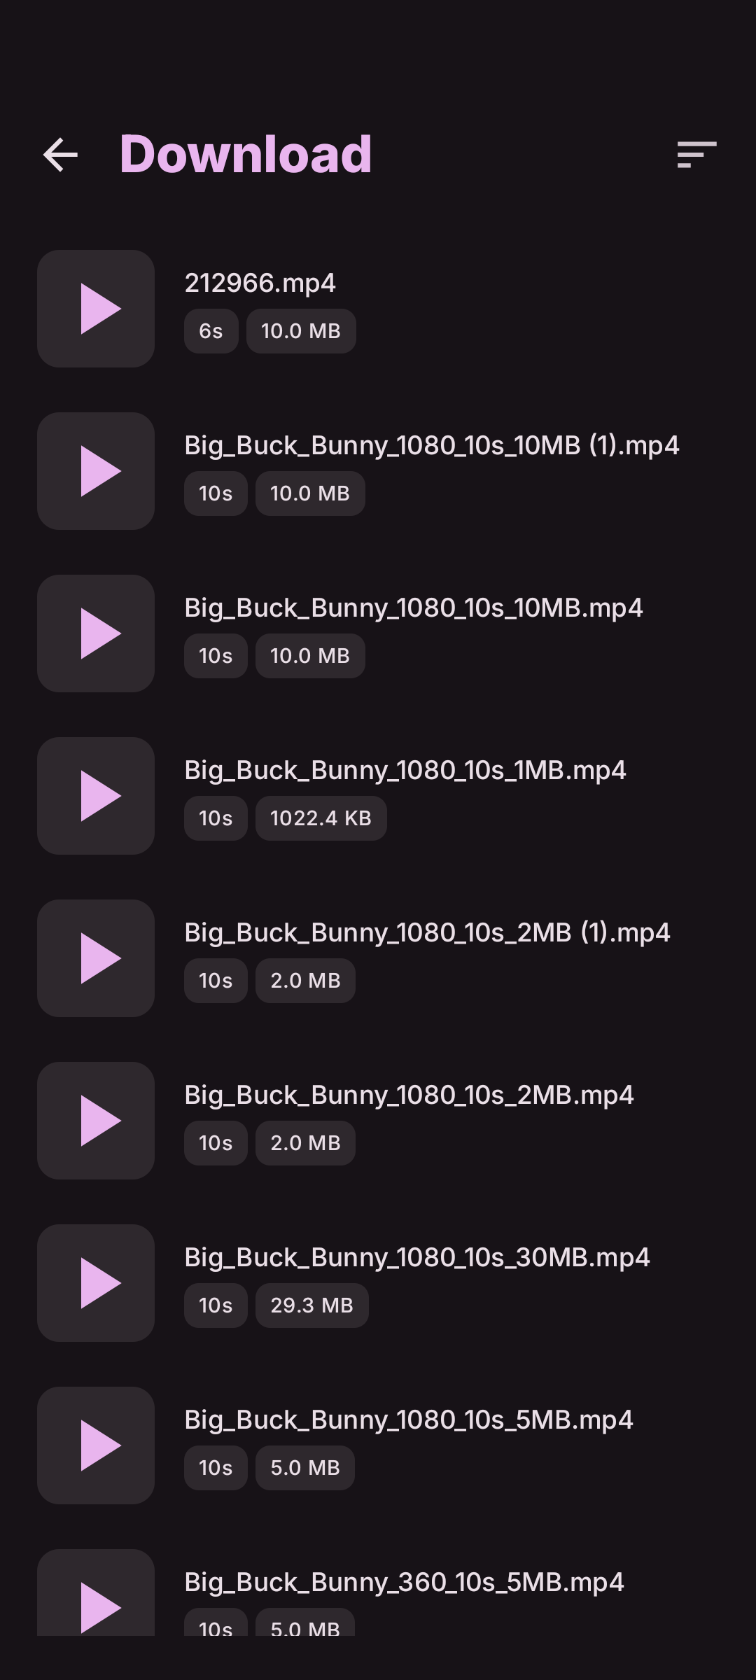 Download
212966.mp4
6s 10.0 MB
Big_Buck_Bunny_1080_10s_10MB (1).mp4
10s 10.0 MB
Big_Buck_Bunny_1080_10s_10MB.mp4
10s 10.0 MB
Big_Buck_Bunny_1080_10s_1MB.mp4
10s 1022.4 KB
Big_Buck_Bunny_1080_10s_2MB (1).mp4
10s 2.0 MB
Big_Buck_Bunny_1080_10s_2MB.mp4
10s 2.0 MB
Big_Buck_Bunny_1080_10s_30MB.mp4
10s 29.3 MB
Big_Buck_Bunny_1080_10s_5MB.mp4
10s 5.0 MB
Big_Buck_Bunny_360_10s_5MB.mp4
10s 5.0 MB